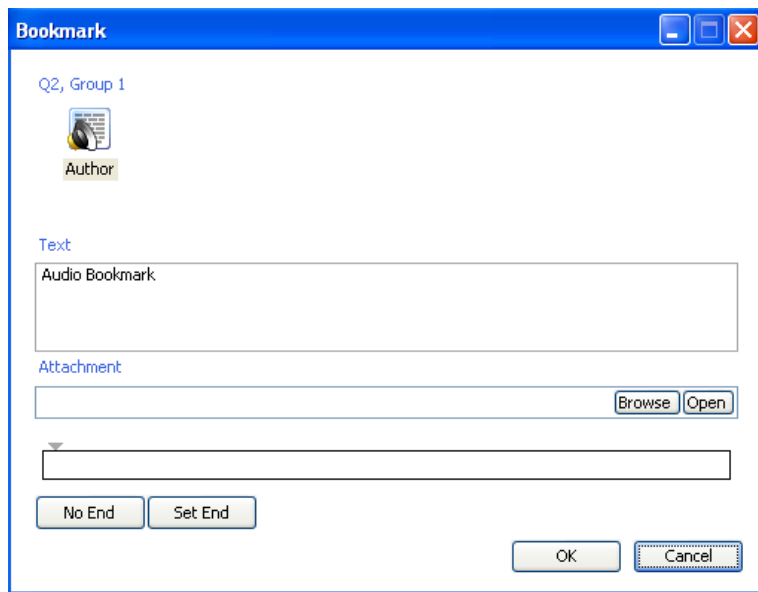 Bookmark
Q2, Group 1
Author
Text
Audio Bookmark
Attachment
Browse Open
No End Set End
OK Cancel